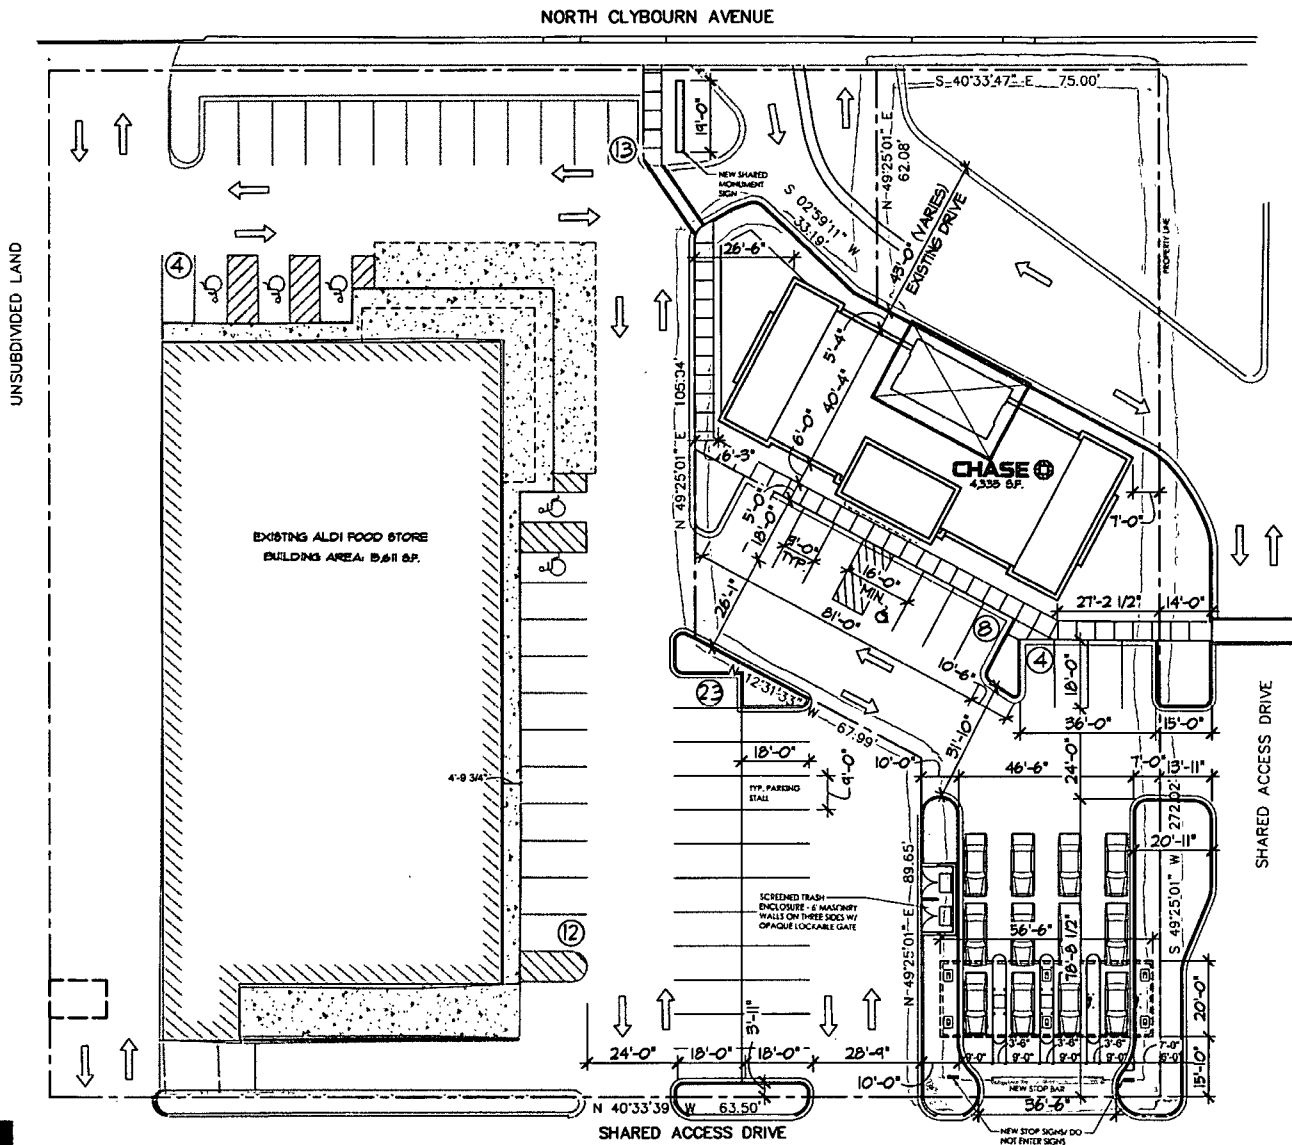 NORTH CLYBOURN AVENUE
S 40°33'47" E 75.00'
19'-0"
13
NEW SHARED
MONUMENT
SIGN
N 49°25'01" E
62.08'
S 02°59'11" W
33.19'
43'-0" (VARIES)
EXISTING DRIVE
PROPERTY LINE
UNSUBDIVIDED LAND
4
26'-6"
5'-4"
40'-4"
6'-0"
N 49°25'01" E 105.34'
6'-3"
CHASE
4,335 S.F.
7'-0"
5'-0"
18'-0"
9'-0"
TYP.
16'-0"
MIN.
EXISTING ALDI FOOD STORE
BUILDING AREA: 15,611 S.F.
26'-1"
81'-0"
8
27'-2 1/2"
14'-0"
4
10'-6"
18'-0"
23
N 12°31'33" W 67.99'
31'-10"
36'-0"
15'-0"
SHARED ACCESS DRIVE
18'-0"
9'-0"
10'-0"
46'-6"
24'-0"
7'-0"
13'-11"
4'-9 3/4"
TYP. PARKING
STALL
20'-11"
S 49°25'01" W 272.02'
N 49°25'01" E 89.65'
SCREENED TRASH
ENCLOSURE - 6' MASONRY
WALLS ON THREE SIDES W/
OPAQUE LOCKABLE GATE
56'-6"
78'-8 1/2"
12
20'-0"
3'-11"
24'-0"
18'-0"
18'-0"
28'-9"
9'-0"
3'-6"
9'-0"
3'-6"
9'-0"
3'-6"
9'-0"
7'-0"
15'-10"
10'-0"
NEW STOP BAR
36'-6"
N 40°33'39" W 63.50'
SHARED ACCESS DRIVE
NEW STOP SIGNS/ DO
NOT ENTER SIGNS